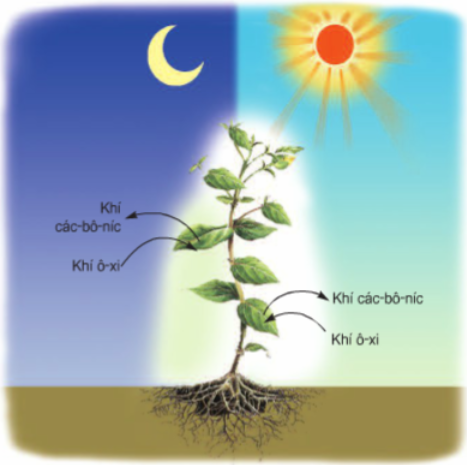 Khí
các-bô-níc
Khí ô-xi
Khí các-bô-níc
Khí ô-xi